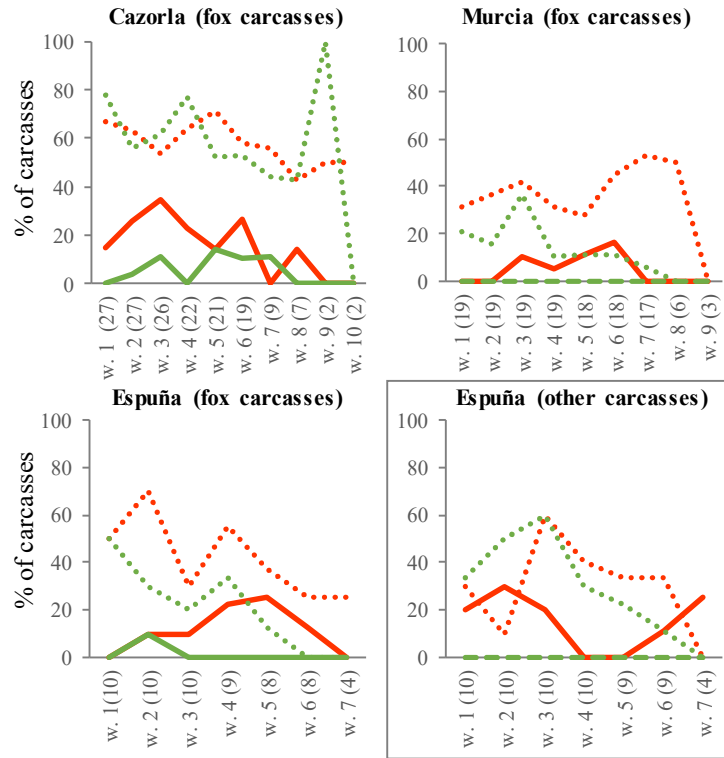 Cazorla (fox carcasses)
% of carcasses
100
80
60
40
20
0
w. 1 (27)
w. 2 (27)
w. 3 (26)
w. 4 (22)
w. 5 (21)
w. 6 (19)
w. 7 (9)
w. 8 (7)
w. 9 (2)
w. 10 (2)
Murcia (fox carcasses)
100
80
60
40
20
0
w. 1 (19)
w. 2 (19)
w. 3 (19)
w. 4 (19)
w. 5 (18)
w. 6 (18)
w. 7 (17)
w. 8 (6)
w. 9 (3)
Espuña (fox carcasses)
% of carcasses
100
80
60
40
20
0
w. 1(10)
w. 2 (10)
w. 3 (10)
w. 4 (9)
w. 5 (8)
w. 6 (8)
w. 7 (4)
Espuña (other carcasses)
100
80
60
40
20
0
w. 1 (10)
w. 2 (10)
w. 3 (10)
w. 4 (10)
w. 5 (9)
w. 6 (9)
w. 7 (4)